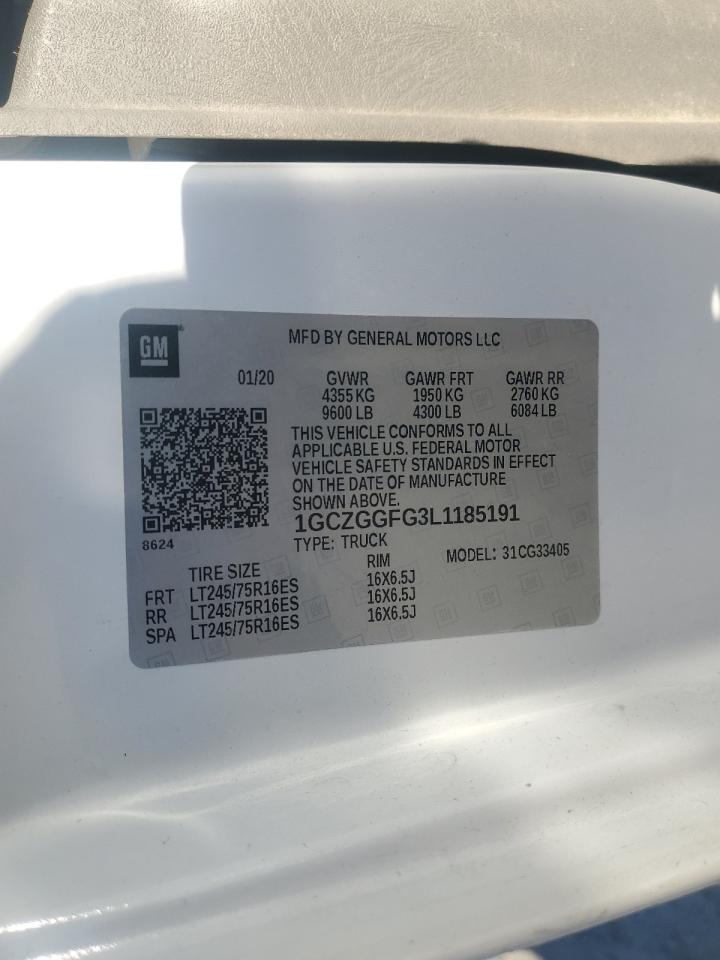 GM
MFD BY GENERAL MOTORS LLC
01/20 GVWR GAWR FRT GAWR RR
4355 KG 1950 KG 2760 KG
9600 LB 4300 LB 6084 LB
THIS VEHICLE CONFORMS TO ALL
APPLICABLE U.S. FEDERAL MOTOR
VEHICLE SAFETY STANDARDS IN EFFECT
ON THE DATE OF MANUFACTURE
SHOWN ABOVE.
1GCZGGFG3L1185191
8624
TYPE: TRUCK MODEL: 31CG33405
TIRE SIZE RIM
FRT LT245/75R16ES 16X6.5J
RR LT245/75R16ES 16X6.5J
SPA LT245/75R16ES 16X6.5J